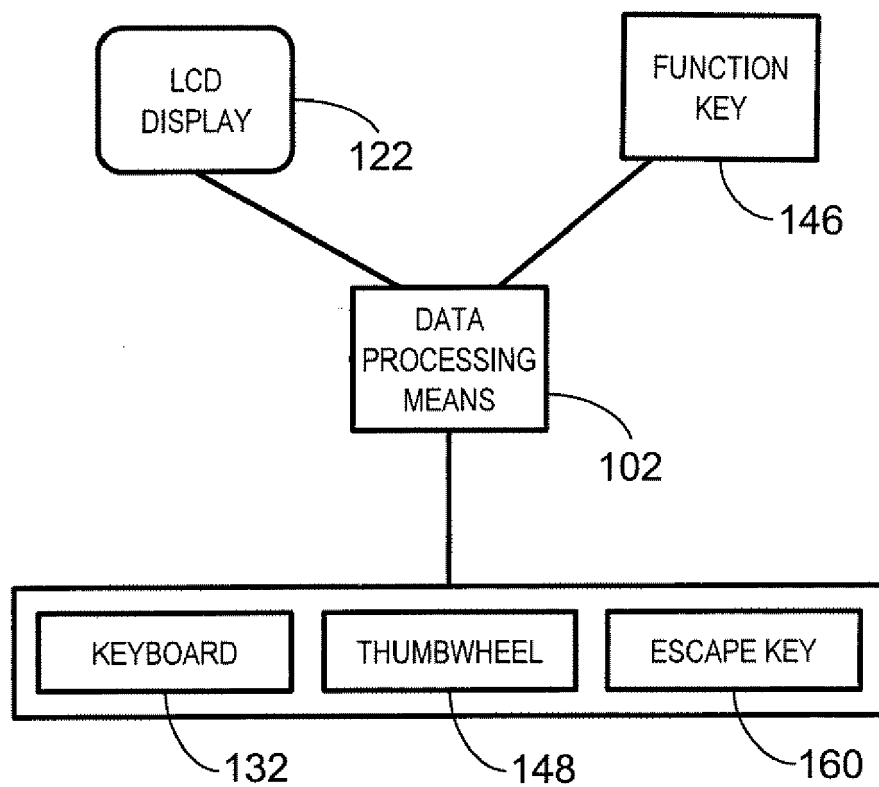 LCD
DISPLAY
122
FUNCTION
KEY
146
DATA
PROCESSING
MEANS
102
KEYBOARD
THUMBWHEEL
ESCAPE KEY
132
148
160